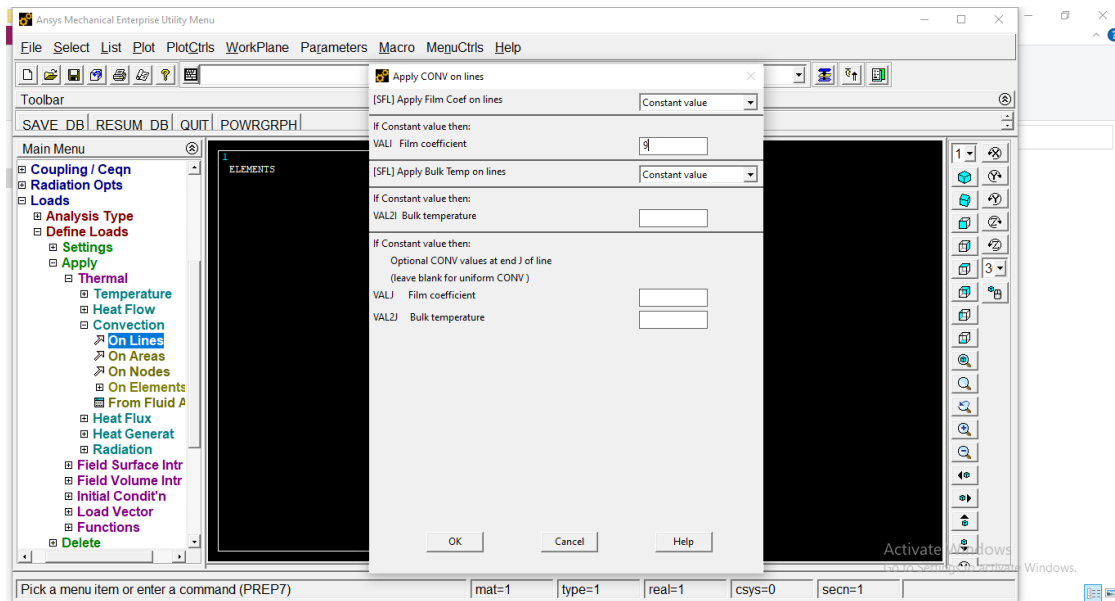 Ansys Mechanical Enterprise Utility Menu
File Select List Plot PlotCtrls WorkPlane Parameters Macro MenuCtrls Help
Toolbar
SAVE_DB RESUM_DB QUIT POWRGRPH
Main Menu
Coupling / Ceqn
Radiation Opts
Loads
Analysis Type
Define Loads
Settings
Apply
Thermal
Temperature
Heat Flow
Convection
On Lines
On Areas
On Nodes
On Elements
From Fluid A
Heat Flux
Heat Generat
Radiation
Field Surface Intr
Field Volume Intr
Initial Condit'n
Load Vector
Functions
Delete
1
ELEMENTS
Apply CONV on lines
[SFL] Apply Film Coef on lines Constant value
If Constant value then:
VALI Film coefficient 9
[SFL] Apply Bulk Temp on lines Constant value
If Constant value then:
VAL2I Bulk temperature
If Constant value then:
Optional CONV values at end J of line
(leave blank for uniform CONV )
VALJ Film coefficient
VAL2J Bulk temperature
OK Cancel Help
1
3
Activate Windows
Go to Settings to activate Windows.
Pick a menu item or enter a command (PREP7) mat=1 type=1 real=1 csys=0 secn=1